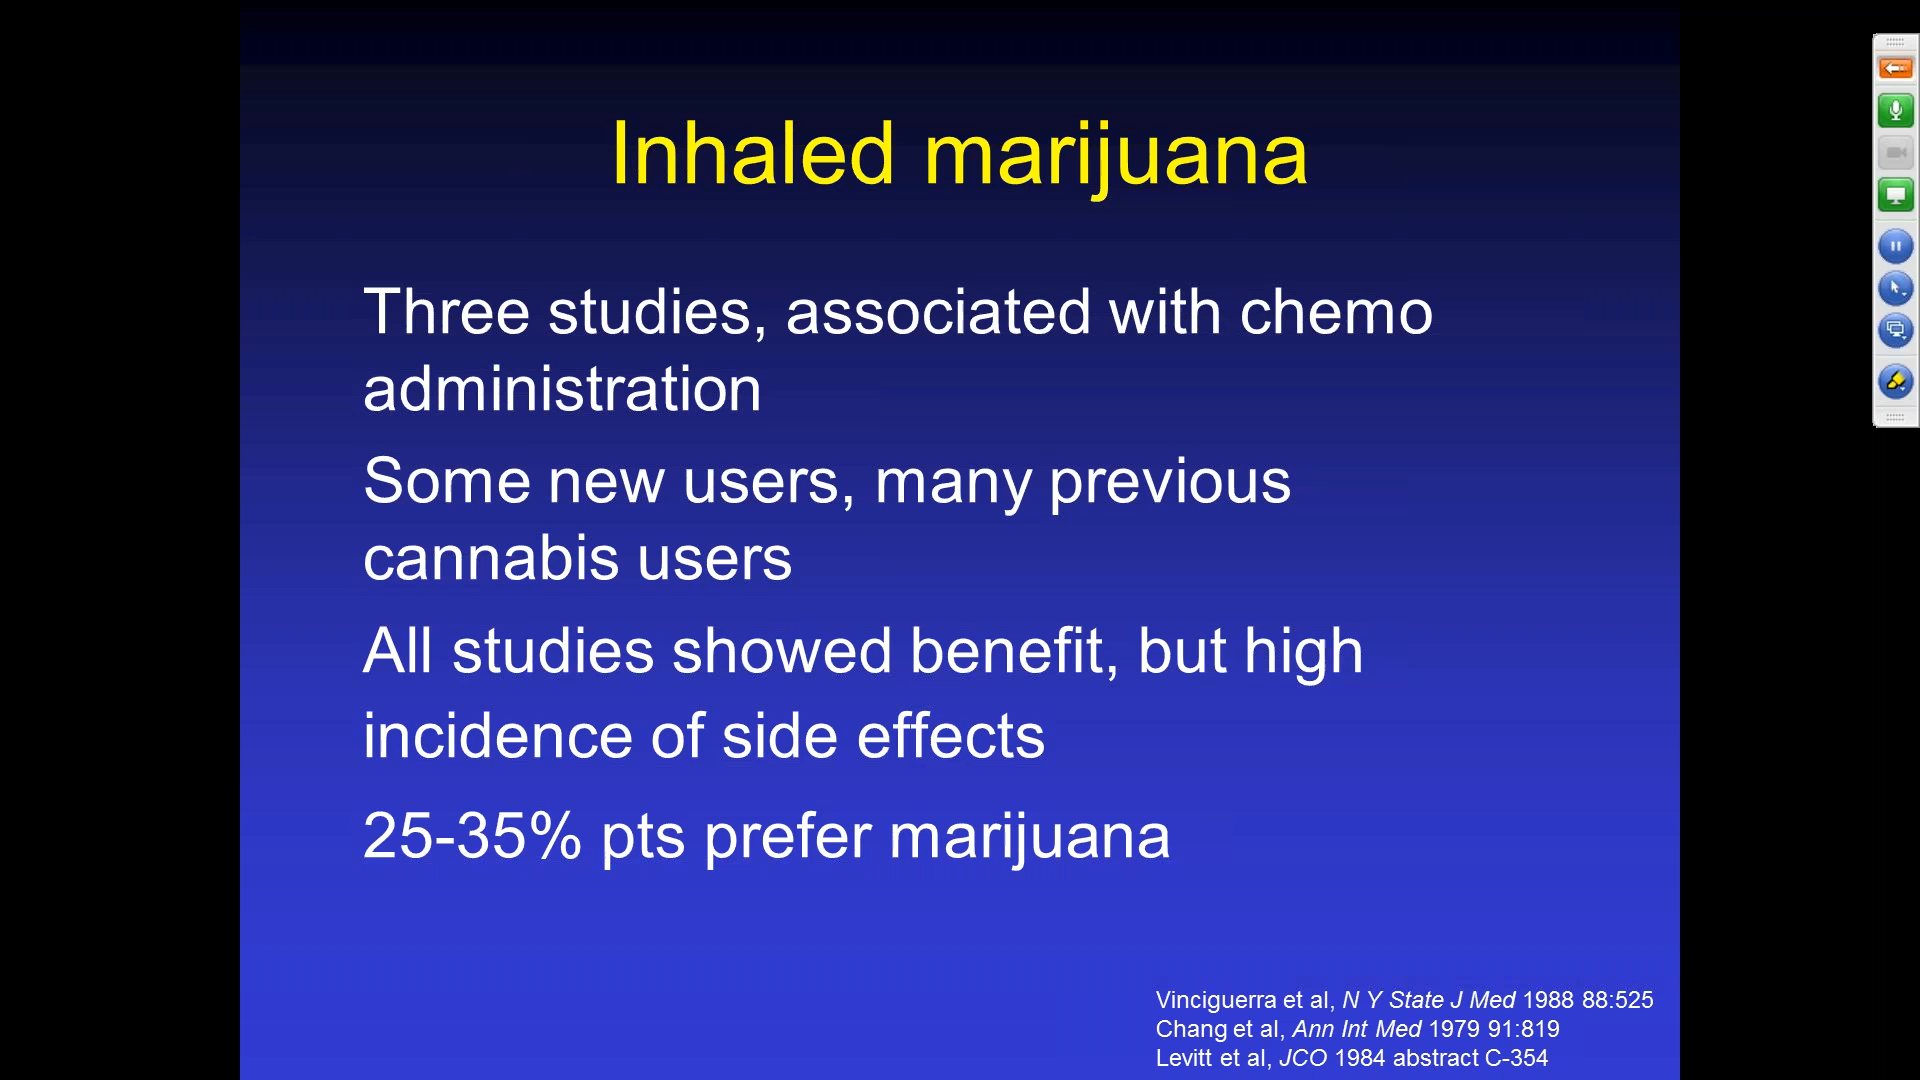 Inhaled marijuana
Three studies, associated with chemo
administration
Some new users, many previous
cannabis users
All studies showed benefit, but high
incidence of side effects
25-35% pts prefer marijuana
Vinciguerra et al, N Y State J Med 1988 88:525
Chang et al, Ann Int Med 1979 91:819
Levitt et al, JCO 1984 abstract C-354